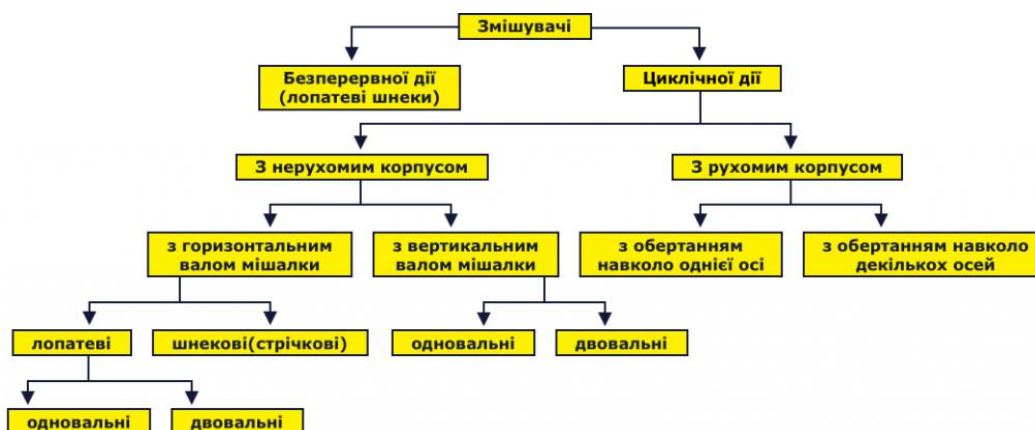 Змішувачі
Безперервної дії
(лопатеві шнеки)
Циклічної дії
З нерухомим корпусом
З рухомим корпусом
з горизонтальним
валом мішалки
з вертикальним
валом мішалки
з обертанням
навколо однієї осі
з обертанням навколо
декількох осей
лопатеві
шнекові(стрічкові)
одновальні
двовальні
одновальні
двовальні